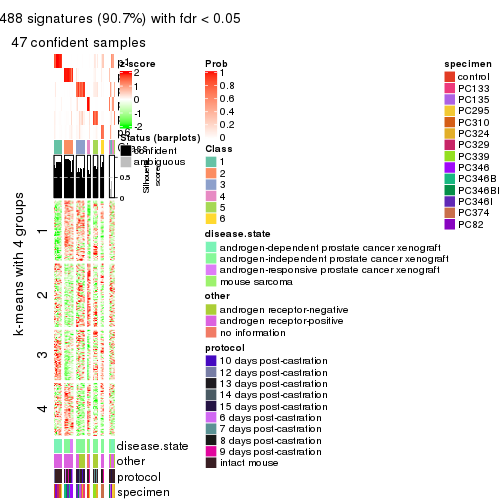 488 signatures (90.7%) with fdr < 0.05
47 confident samples
k-means with 4 groups
1
2
3
4
z-score
2
1
0
-1
-2
Status (barplots)
confident
ambiguous
0.5
0
Silhouette
score
Prob
1
0.8
0.6
0.4
0.2
0
Class
1
2
3
4
5
6
disease.state
androgen-dependent prostate cancer xenograft
androgen-independent prostate cancer xenograft
androgen-responsive prostate cancer xenograft
mouse sarcoma
other
androgen receptor-negative
androgen receptor-positive
no information
protocol
10 days post-castration
12 days post-castration
13 days post-castration
14 days post-castration
15 days post-castration
6 days post-castration
7 days post-castration
8 days post-castration
9 days post-castration
intact mouse
specimen
control
PC133
PC135
PC295
PC310
PC324
PC329
PC339
PC346
PC346B
PC346BI
PC346I
PC374
PC82
disease.state
other
protocol
specimen